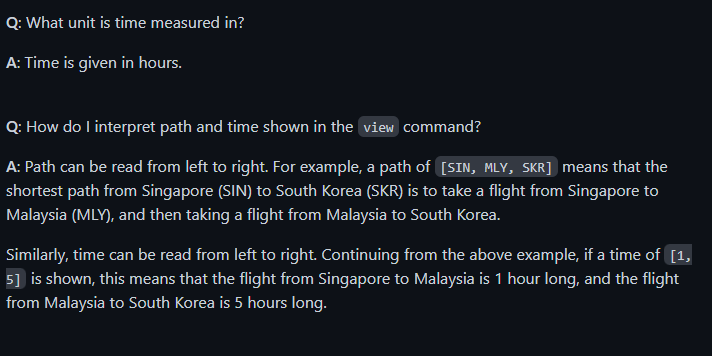 Q: What unit is time measured in?
A: Time is given in hours.
Q: How do I interpret path and time shown in the view command?
A: Path can be read from left to right. For example, a path of [SIN, MLY, SKR] means that the
shortest path from Singapore (SIN) to South Korea (SKR) is to take a flight from Singapore to
Malaysia (MLY), and then taking a flight from Malaysia to South Korea.
Similarly, time can be read from left to right. Continuing from the above example, if a time of [1,
5] is shown, this means that the flight from Singapore to Malaysia is 1 hour long, and the flight
from Malaysia to South Korea is 5 hours long.